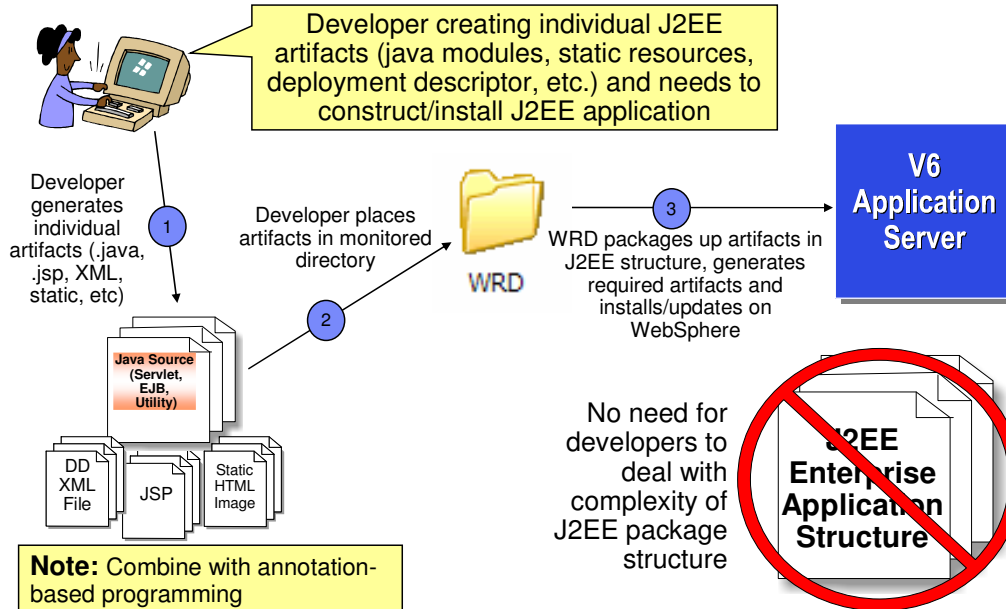 Developer creating individual J2EE
artifacts (java modules, static resources,
deployment descriptor, etc.) and needs to
construct/install J2EE application
Developer
generates
individual
artifacts (.java,
.jsp, XML,
static, etc)
1
Developer places
artifacts in monitored
directory
2
WRD
3
WRD packages up artifacts in
J2EE structure, generates
required artifacts and
installs/updates on
WebSphere
V6
Application
Server
Java Source
(Servlet,
EJB,
Utility)
DD
XML
File
JSP
Static
HTML
Image
No need for
developers to
deal with
complexity of
J2EE package
structure
J2EE
Enterprise
Application
Structure
Note: Combine with annotation-
based programming